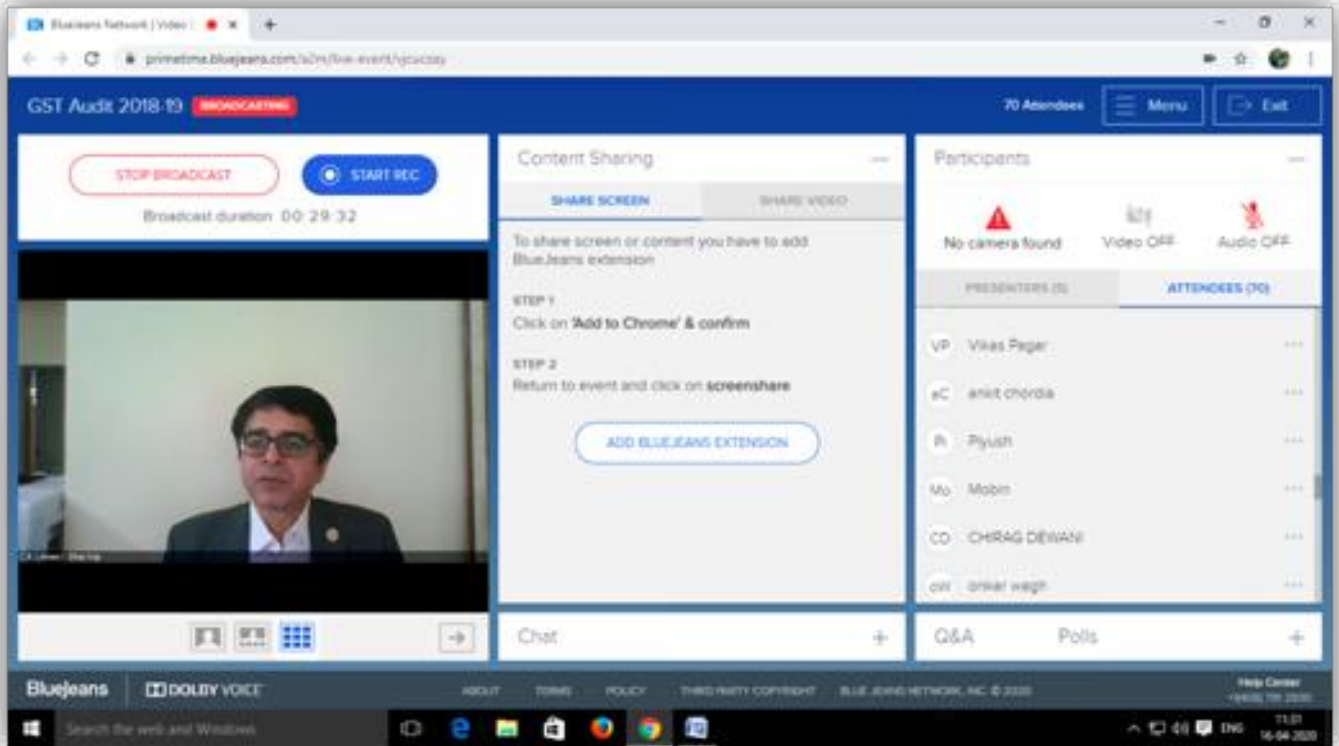 BlueJeans Network | Video
primetime.bluejeans.com/a2m/live-event/
GST Audit 2018-19 BROADCASTING
70 Attendees
Menu
Exit
STOP BROADCAST
START REC
Broadcast duration 00:29:32
Content Sharing
SHARE SCREEN
SHARE VIDEO
To share screen or content you have to add
BlueJeans extension
STEP 1
Click on 'Add to Chrome' & confirm
STEP 2
Return to event and click on screenshare
ADD BLUEJEANS EXTENSION
Chat
Participants
No camera found
Video OFF
Audio OFF
PRESENTERS (5)
ATTENDEES (70)
VP Vikas Pagar
aC ankit chordia
Pi Piyush
Mo Mobin
CD CHIRAG DEWANI
oW onkar wagh
Q&A Polls
BlueJeans
DOLBY VOICE
ABOUT TERMS POLICY THIRD PARTY COPYRIGHT BLUE JEANS NETWORK, INC. © 2020
Help Center
Search the web and Windows
ENG
11:31
16-04-2020